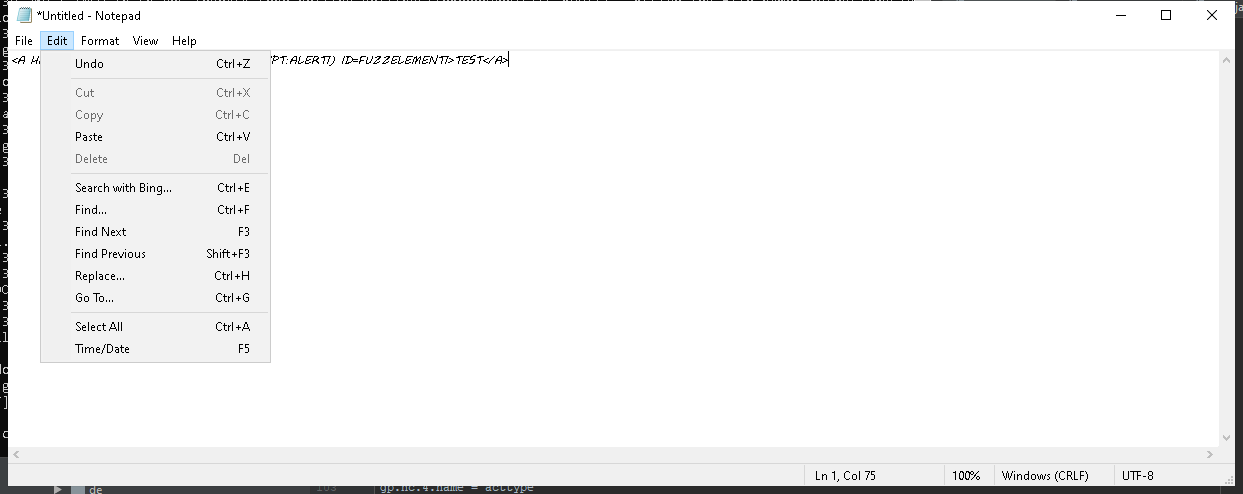 *Untitled - Notepad
File Edit Format View Help
<A H
PT:ALERT1) ID=FUZZELEMENT1>TEST</A>
Undo Ctrl+Z
Cut Ctrl+X
Copy Ctrl+C
Paste Ctrl+V
Delete Del
Search with Bing... Ctrl+E
Find... Ctrl+F
Find Next F3
Find Previous Shift+F3
Replace... Ctrl+H
Go To... Ctrl+G
Select All Ctrl+A
Time/Date F5
Ln 1, Col 75 100% Windows (CRLF) UTF-8
de 103 gp.nc.4.name = acttype